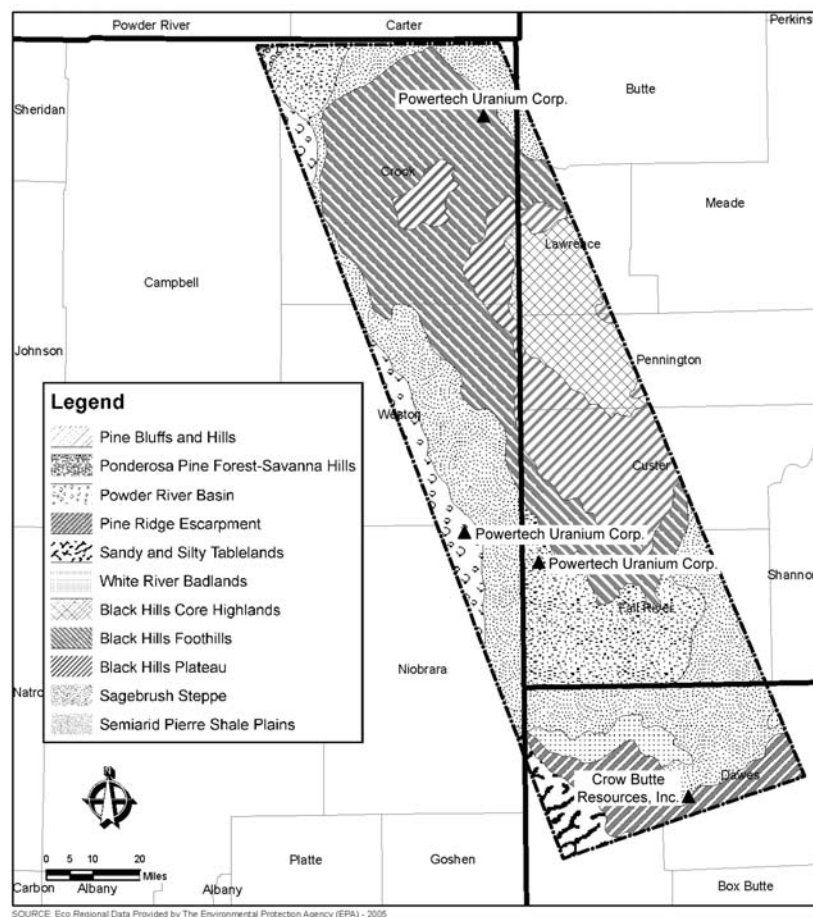 Powder River
Carter
Perkins
Sheridan
Butte
Powertech Uranium Corp.
Crook
Meade
Lawrence
Campbell
Johnson
Pennington
Legend
Pine Bluffs and Hills
Ponderosa Pine Forest-Savanna Hills
Powder River Basin
Pine Ridge Escarpment
Sandy and Silty Tablelands
White River Badlands
Black Hills Core Highlands
Black Hills Foothills
Black Hills Plateau
Sagebrush Steppe
Semiarid Pierre Shale Plains
Weston
Custer
Powertech Uranium Corp.
Powertech Uranium Corp.
Shannon
Fall River
Niobrara
Natro
Dawes
Crow Butte
Resources, Inc.
N
0 5 10 20
Miles
Platte
Goshen
Carbon
Albany
Albany
Box Butte
SOURCE: Eco Regional Data Provided by The Environmental Protection Agency (EPA) - 2005